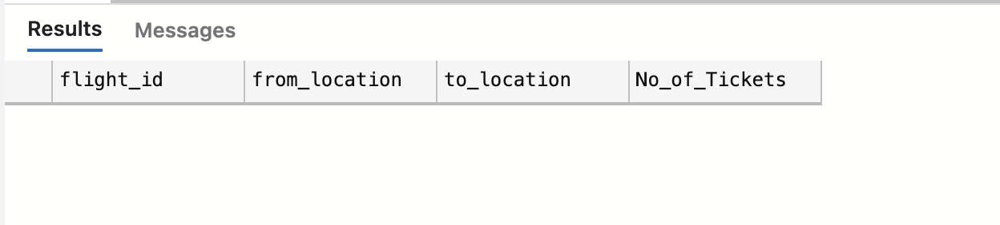 Results Messages
flight_id from_location to_location No_of_Tickets